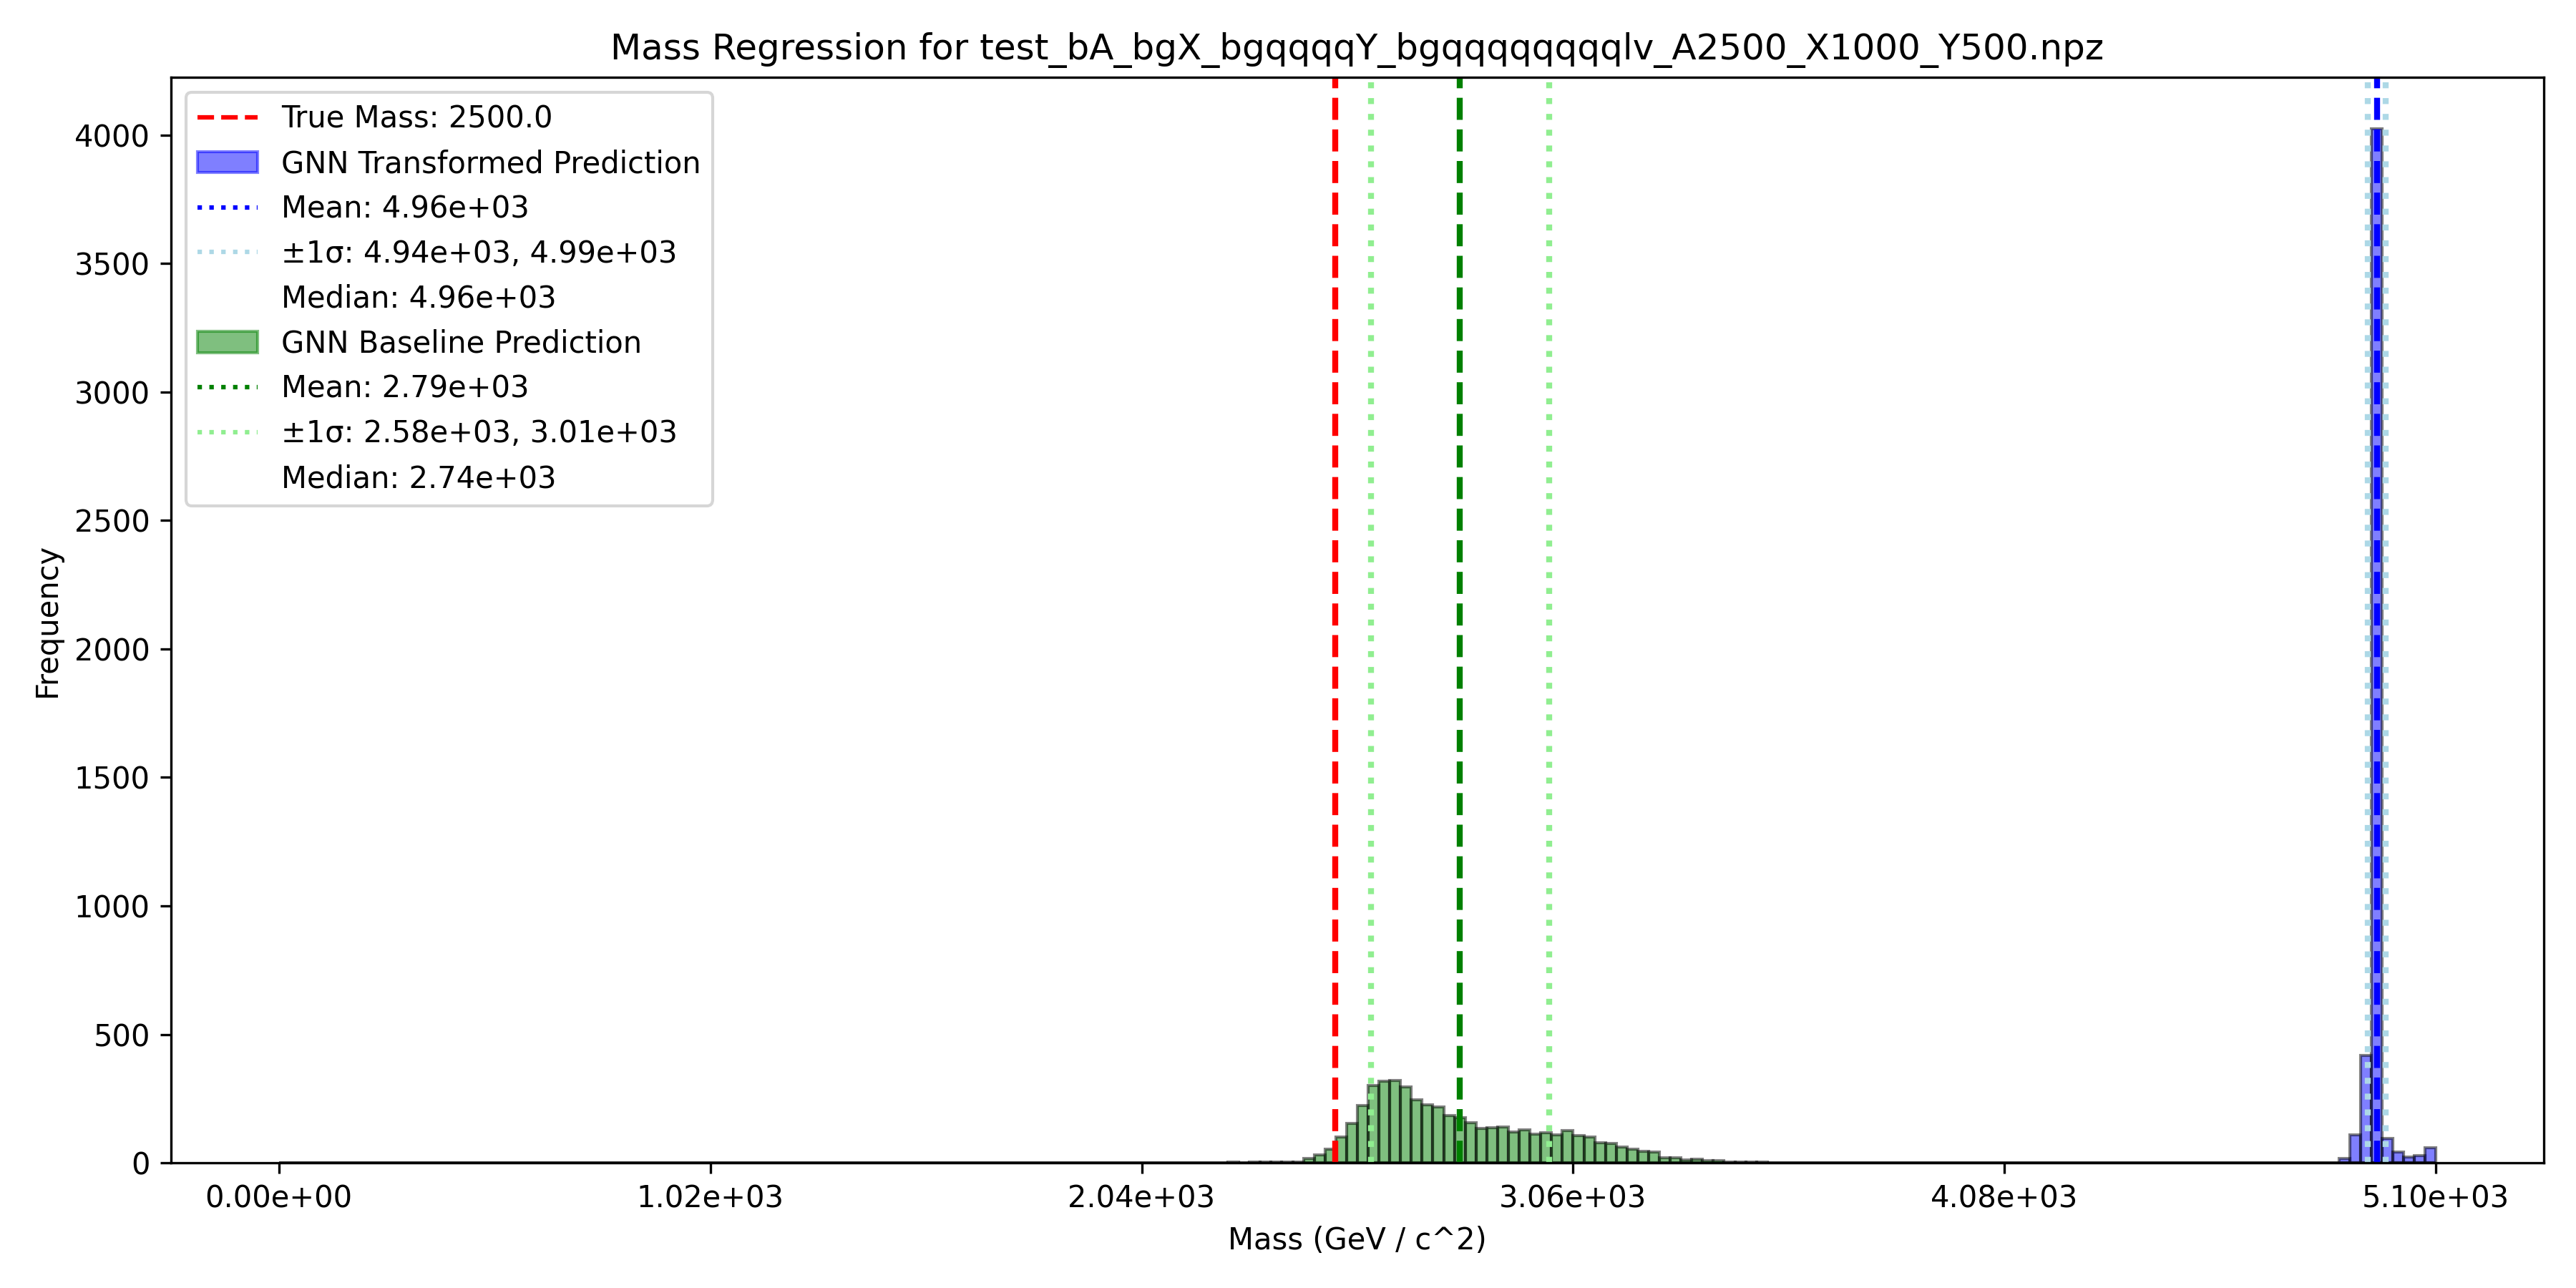 Mass Regression for test_bA_bgX_bgqqqqY_bgqqqqqqqqlv_A2500_X1000_Y500.npz
True Mass: 2500.0
GNN Transformed Prediction
Mean: 4.96e+03
±1σ: 4.94e+03, 4.99e+03
Median: 4.96e+03
GNN Baseline Prediction
Mean: 2.79e+03
±1σ: 2.58e+03, 3.01e+03
Median: 2.74e+03
Frequency
4000
3500
3000
2500
2000
1500
1000
500
0
0.00e+00
1.02e+03
2.04e+03
3.06e+03
4.08e+03
5.10e+03
Mass (GeV / c^2)